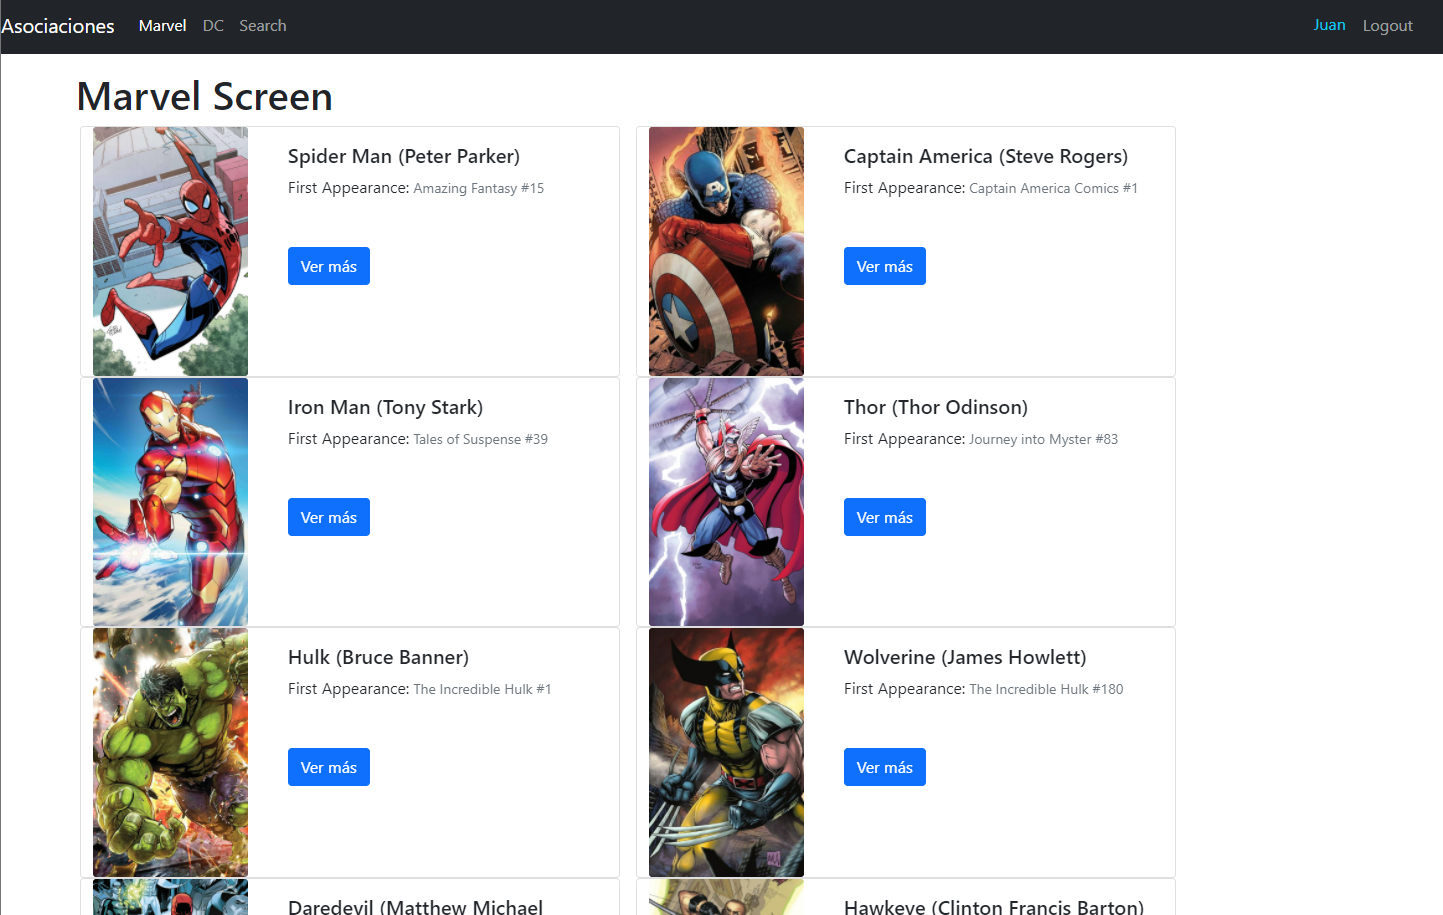 Asociaciones Marvel DC Search Juan Logout
Marvel Screen
Spider Man (Peter Parker)
First Appearance: Amazing Fantasy #15
Ver más
Captain America (Steve Rogers)
First Appearance: Captain America Comics #1
Ver más
Iron Man (Tony Stark)
First Appearance: Tales of Suspense #39
Ver más
Thor (Thor Odinson)
First Appearance: Journey into Myster #83
Ver más
Hulk (Bruce Banner)
First Appearance: The Incredible Hulk #1
Ver más
Wolverine (James Howlett)
First Appearance: The Incredible Hulk #180
Ver más
Daredevil (Matthew Michael
Hawkeye (Clinton Francis Barton)